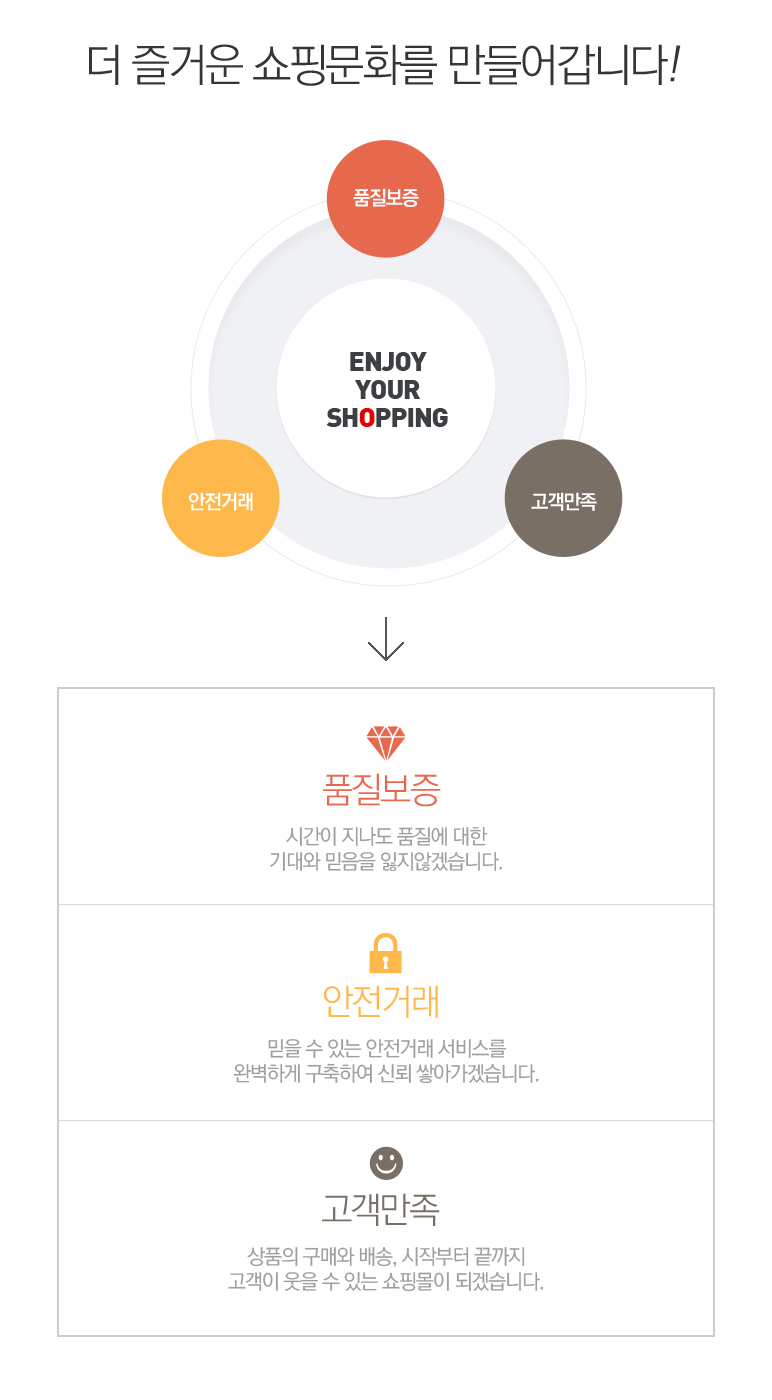 더 즐거운 쇼핑문화를 만들어갑니다!
품질보증
ENJOY
YOUR
SHOPPING
안전거래
고객만족
품질보증
시간이 지나도 품질에 대한
기대와 믿음을 잃지않겠습니다.
안전거래
믿을 수 있는 안전거래 서비스를
완벽하게 구축하여 신뢰 쌓아가겠습니다.
고객만족
상품의 구매와 배송, 시작부터 끝까지
고객이 웃을 수 있는 쇼핑몰이 되겠습니다.